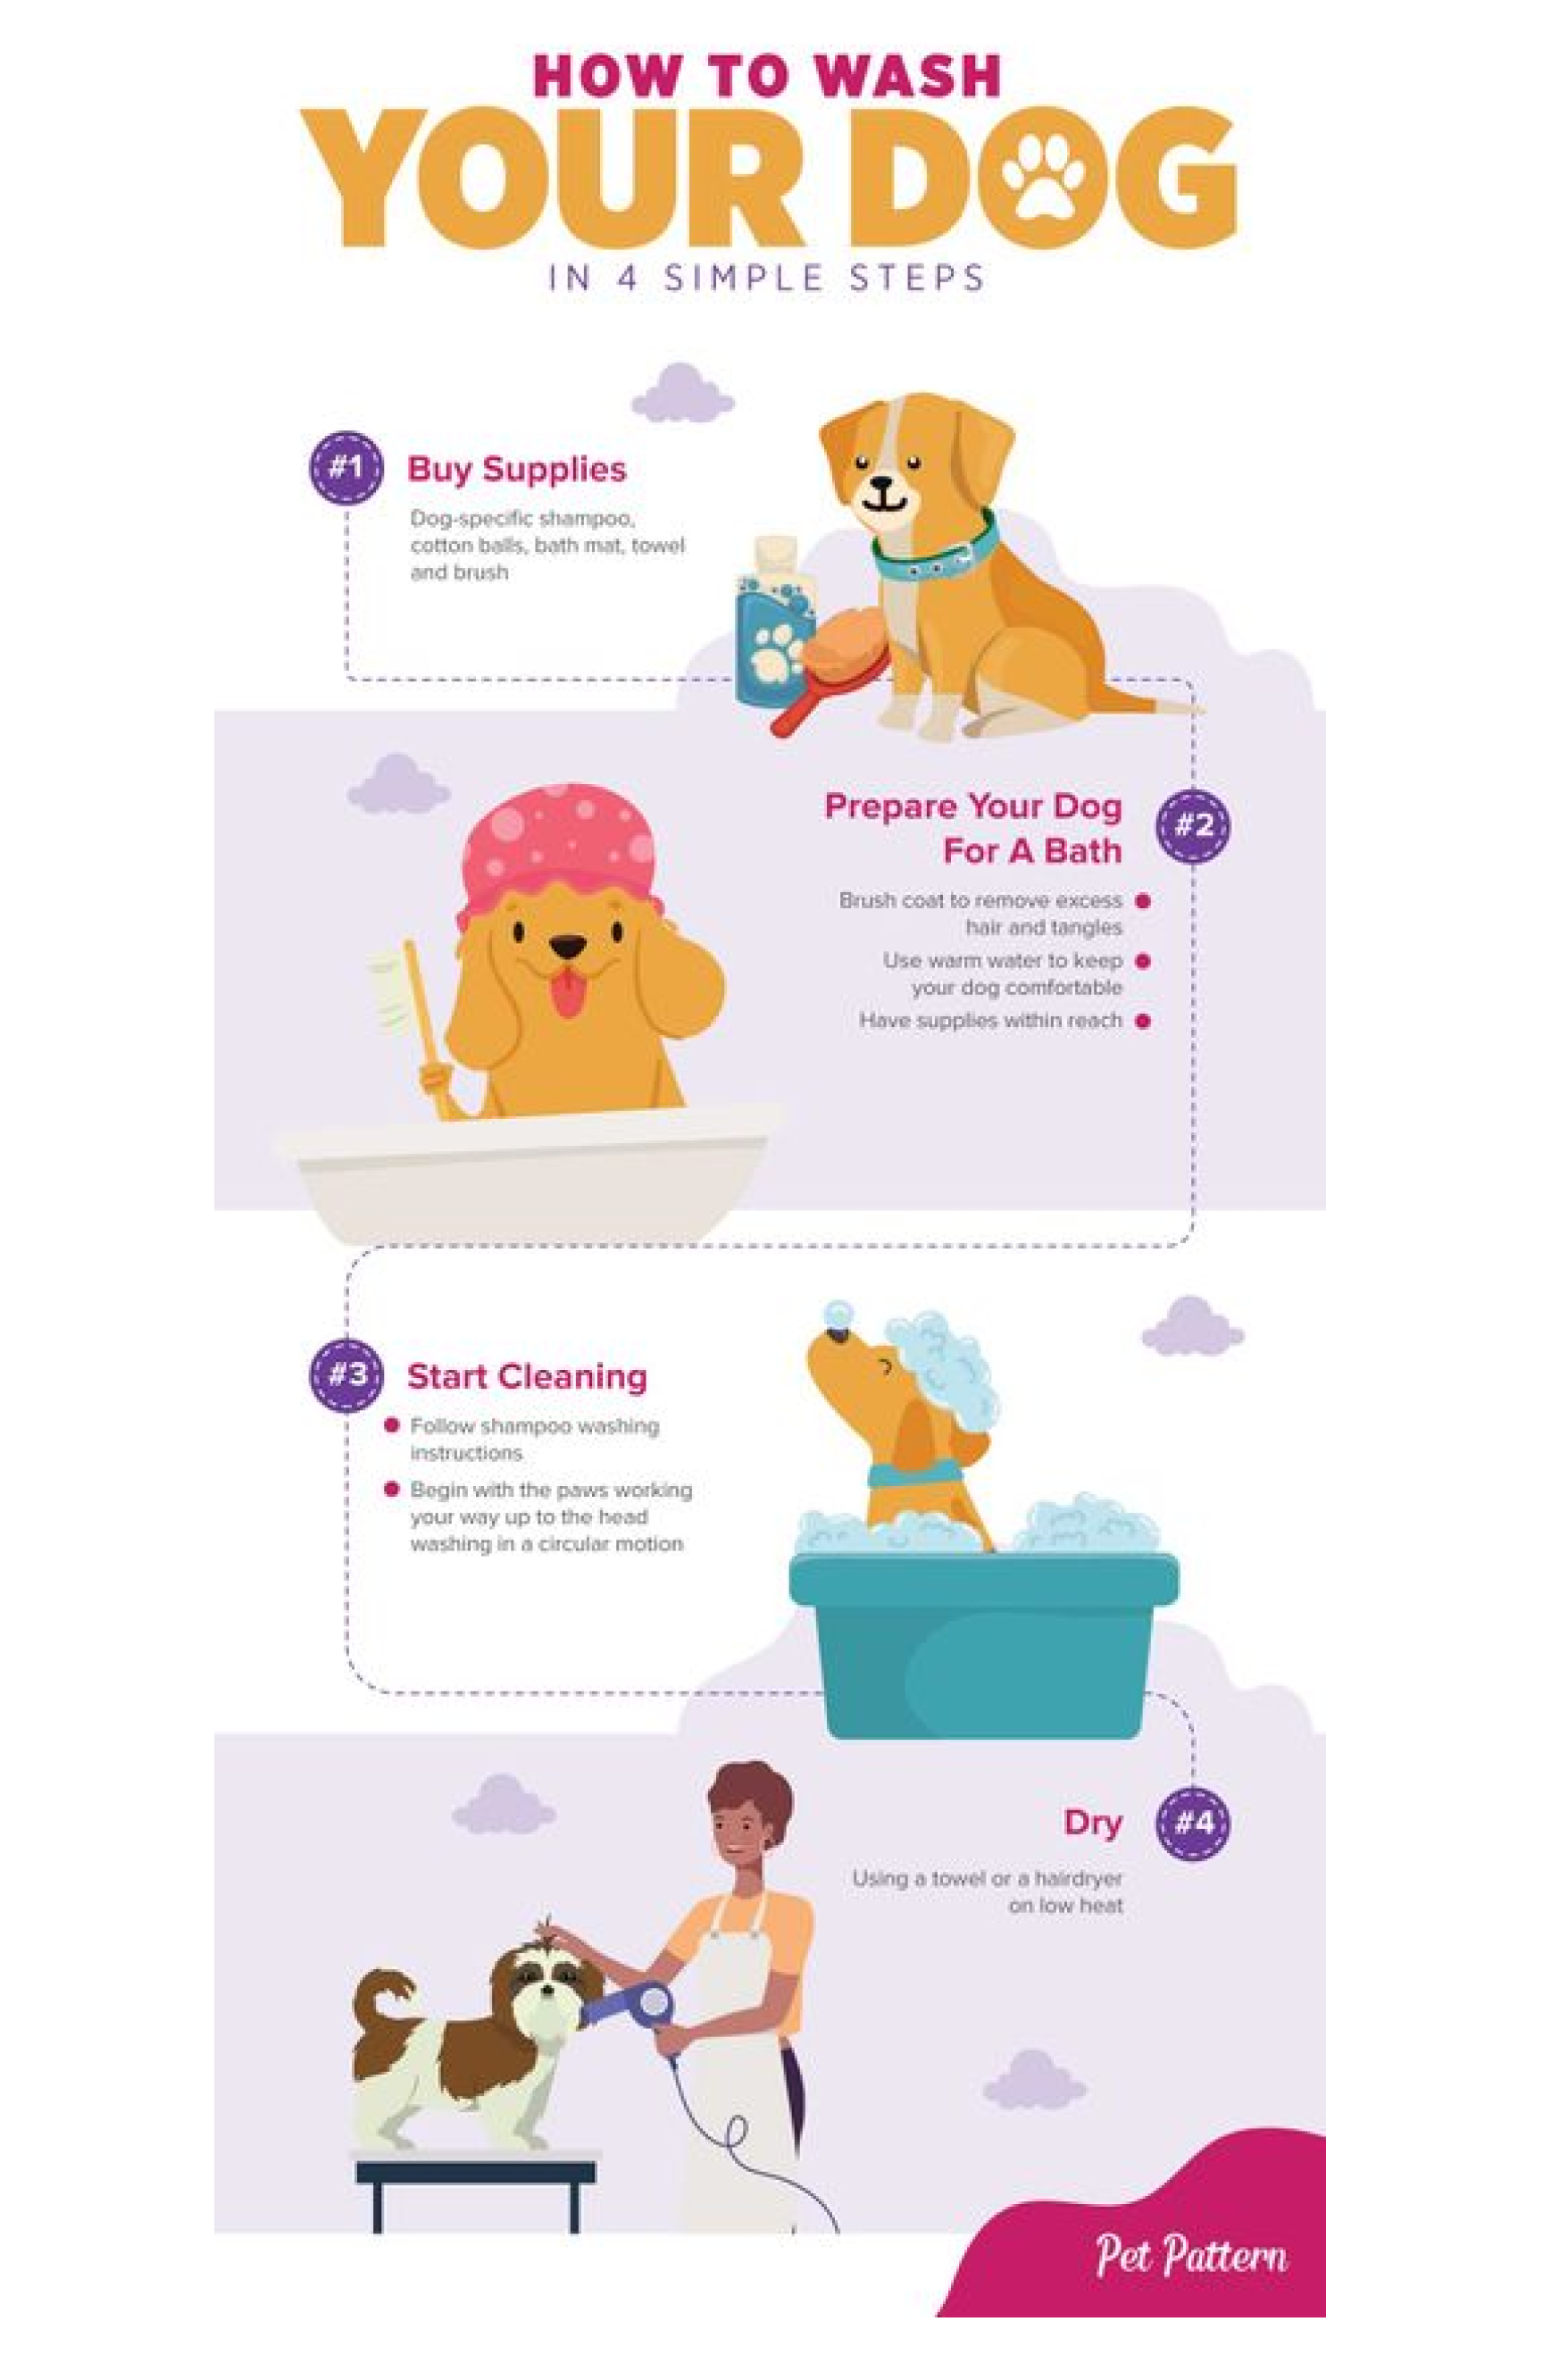 HOW TO WASH
YOUR DOG
IN 4 SIMPLE STEPS
#1
Buy Supplies
Dog-specific shampoo,
cotton balls, bath mat, towel
and brush
#2
Prepare Your Dog
For A Bath
Brush coat to remove excess
hair and tangles
Use warm water to keep
your dog comfortable
Have supplies within reach
#3
Start Cleaning
Follow shampoo washing
instructions
Begin with the paws working
your way up to the head
washing in a circular motion
#4
Dry
Using a towel or a hairdryer
on low heat
Pet Pattern